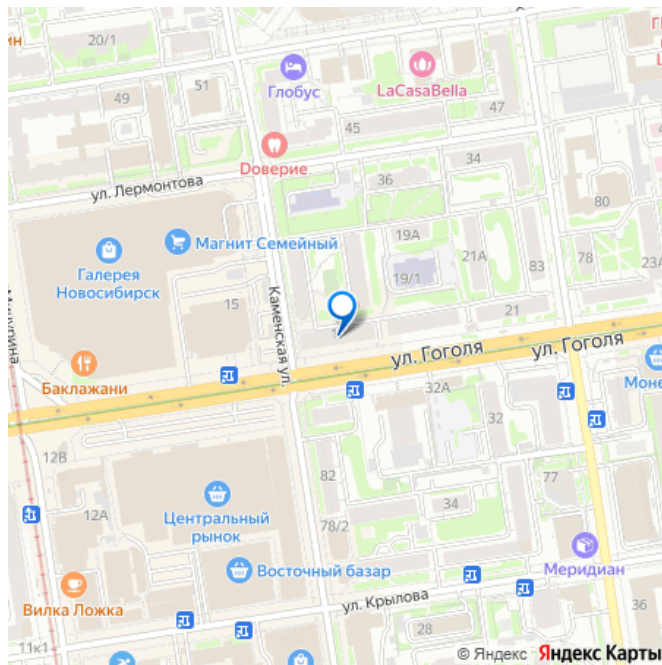 20/1
ин
51
Глобус
LaCasaBella
49
47
45
Dоверие
34
ул. Лермонтова
36
80
Магнит Семейный
19А
Галерея
Новосибирск
21А
83
78
23А
19/1
15
Каменская ул.
21
ул. Гоголя
ул. Гоголя
Баклажани
32А
Моне
32
12В
82
77
34
12А
Центральный
рынок
78/2
Восточный базар
Меридиан
Вилка Ложка
ул. Крылова
36
28
11к1
© Яндекс Яндекс Карты